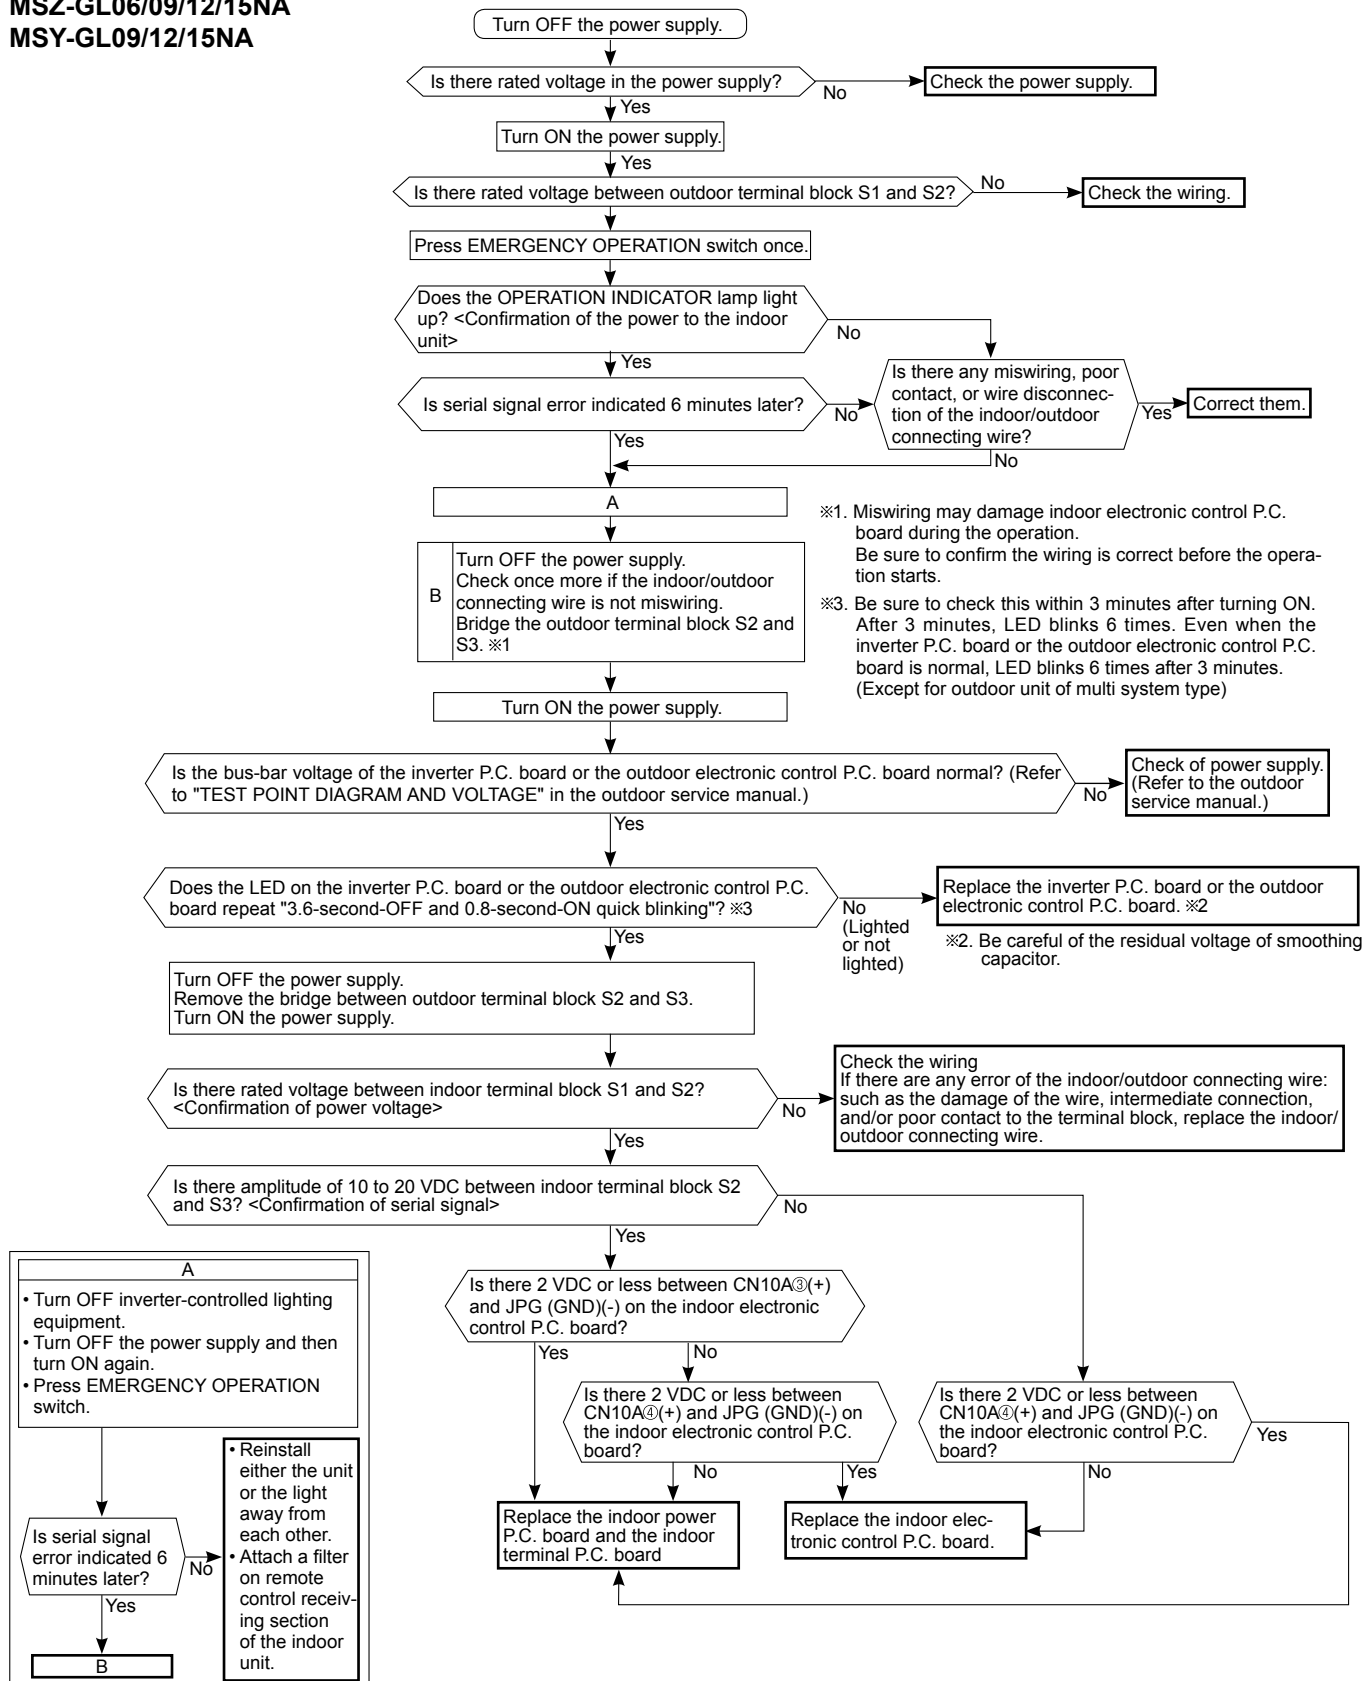 MSZ-GL06/09/12/15NA
MSY-GL09/12/15NA
Turn OFF the power supply.
Is there rated voltage in the power supply?
No
Check the power supply.
Yes
Turn ON the power supply.
Yes
Is there rated voltage between outdoor terminal block S1 and S2?
No
Check the wiring.
Press EMERGENCY OPERATION switch once.
Does the OPERATION INDICATOR lamp light
up? <Confirmation of the power to the indoor
unit>
No
Yes
Is serial signal error indicated 6 minutes later?
No
Is there any miswiring, poor
contact, or wire disconnec-
tion of the indoor/outdoor
connecting wire?
Yes
Correct them.
Yes
No
A
B
Turn OFF the power supply.
Check once more if the indoor/outdoor
connecting wire is not miswiring.
Bridge the outdoor terminal block S2 and
S3. ※1
※1. Miswiring may damage indoor electronic control P.C.
board during the operation.
Be sure to confirm the wiring is correct before the opera-
tion starts.
※3. Be sure to check this within 3 minutes after turning ON.
After 3 minutes, LED blinks 6 times. Even when the
inverter P.C. board or the outdoor electronic control P.C.
board is normal, LED blinks 6 times after 3 minutes.
(Except for outdoor unit of multi system type)
Turn ON the power supply.
Is the bus-bar voltage of the inverter P.C. board or the outdoor electronic control P.C. board normal? (Refer
to "TEST POINT DIAGRAM AND VOLTAGE" in the outdoor service manual.)
No
Check of power supply.
(Refer to the outdoor
service manual.)
Yes
Does the LED on the inverter P.C. board or the outdoor electronic control P.C.
board repeat "3.6-second-OFF and 0.8-second-ON quick blinking"? ※3
No
(Lighted
or not
lighted)
Replace the inverter P.C. board or the outdoor
electronic control P.C. board. ※2
※2. Be careful of the residual voltage of smoothing
capacitor.
Yes
Turn OFF the power supply.
Remove the bridge between outdoor terminal block S2 and S3.
Turn ON the power supply.
Is there rated voltage between indoor terminal block S1 and S2?
<Confirmation of power voltage>
No
Check the wiring
If there are any error of the indoor/outdoor connecting wire:
such as the damage of the wire, intermediate connection,
and/or poor contact to the terminal block, replace the indoor/
outdoor connecting wire.
Yes
Is there amplitude of 10 to 20 VDC between indoor terminal block S2
and S3? <Confirmation of serial signal>
No
Yes
Is there 2 VDC or less between CN10A③(+)
and JPG (GND)(-) on the indoor electronic
control P.C. board?
Yes
No
Is there 2 VDC or less between
CN10A④(+) and JPG (GND)(-) on
the indoor electronic control P.C.
board?
No
Yes
Is there 2 VDC or less between
CN10A④(+) and JPG (GND)(-) on
the indoor electronic control P.C.
board?
Yes
No
Replace the indoor power
P.C. board and the indoor
terminal P.C. board
Replace the indoor elec-
tronic control P.C. board.
A
• Turn OFF inverter-controlled lighting
equipment.
• Turn OFF the power supply and then
turn ON again.
• Press EMERGENCY OPERATION
switch.
Is serial signal
error indicated 6
minutes later?
No
Yes
B
• Reinstall
either the unit
or the light
away from
each other.
• Attach a filter
on remote
control receiv-
ing section
of the indoor
unit.